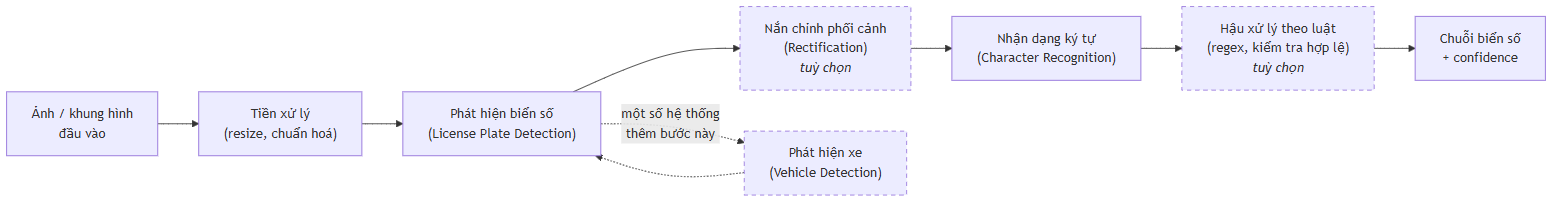 Ảnh / khung hình
đầu vào
Tiền xử lý
(resize, chuẩn hoá)
Phát hiện biển số
(License Plate Detection)
một số hệ thống
thêm bước này
Nắn chỉnh phối cảnh
(Rectification)
tuỳ chọn
Phát hiện xe
(Vehicle Detection)
Nhận dạng ký tự
(Character Recognition)
Hậu xử lý theo luật
(regex, kiểm tra hợp lệ)
tuỳ chọn
Chuỗi biển số
+ confidence